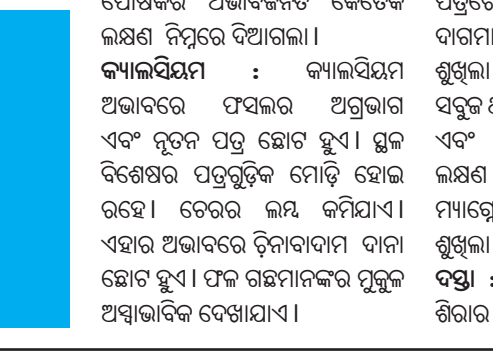 ପୋଷକର ଅଭାବଜନିତ କେତେକ
ଲକ୍ଷଣ ନିମ୍ନରେ ଦିଆଗଲା।
କ୍ୟାଲସିୟମ : କ୍ୟାଲସିୟମ
ଅଭାବରେ ଫସଲର ଅଗ୍ରଭାଗ
ଏବଂ ନୂତନ ପତ୍ର ଛୋଟ ହୁଏ। ସ୍ଥଳ
ବିଶେଷର ପତ୍ରଗୁଡ଼ିକ ମୋଡ଼ି ହୋଇ
ରହେ। ଚେରର ଲମ୍ବ କମିଯାଏ।
ଏହାର ଅଭାବରେ ଚିନାବାଦାମ ଦାନା
ଛୋଟ ହୁଏ। ଫଳ ଗଛମାନଙ୍କର ମୁକୁଳ
ଅସ୍ୱାଭାବିକ ଦେଖାଯାଏ।
ଦାଗମା
ଶୁଖିଲା
ସବୁଜ
ଏବଂ
ଲକ୍ଷଣ
ମ୍ୟାଗ୍ନେ
ଶୁଖିଲା
ଦସ୍ତା :
ଶିରାର